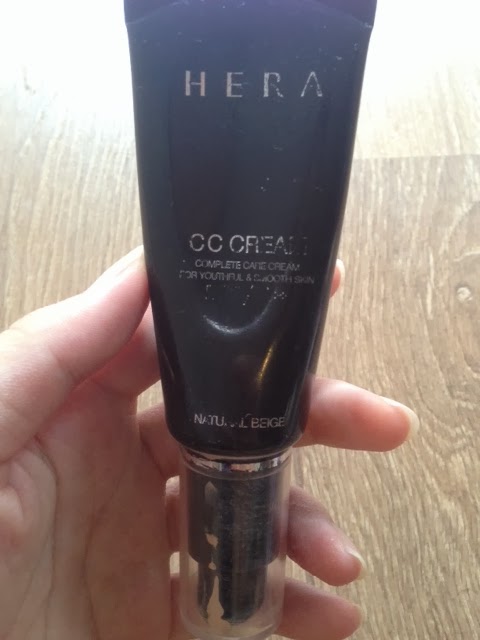 HERA
CC CREAM
COMPLETE CARE CREAM
FOR YOUTHFUL & SMOOTH SKIN
NATURAL BEIGE